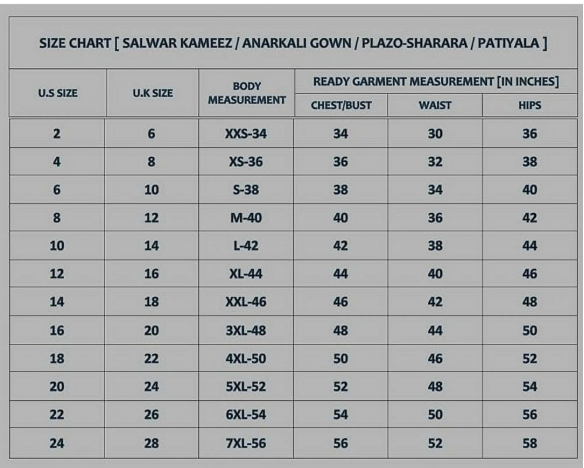 SIZE CHART [ SALWAR KAMEEZ / ANARKALI GOWN / PLAZO-SHARARA / PATIYALA ]
U.S SIZE U.K SIZE BODY MEASUREMENT READY GARMENT MEASUREMENT [IN INCHES]
CHEST/BUST WAIST HIPS
2 6 XXS-34 34 30 36
4 8 XS-36 36 32 38
6 10 S-38 38 34 40
8 12 M-40 40 36 42
10 14 L-42 42 38 44
12 16 XL-44 44 40 46
14 18 XXL-46 46 42 48
16 20 3XL-48 48 44 50
18 22 4XL-50 50 46 52
20 24 5XL-52 52 48 54
22 26 6XL-54 54 50 56
24 28 7XL-56 56 52 58